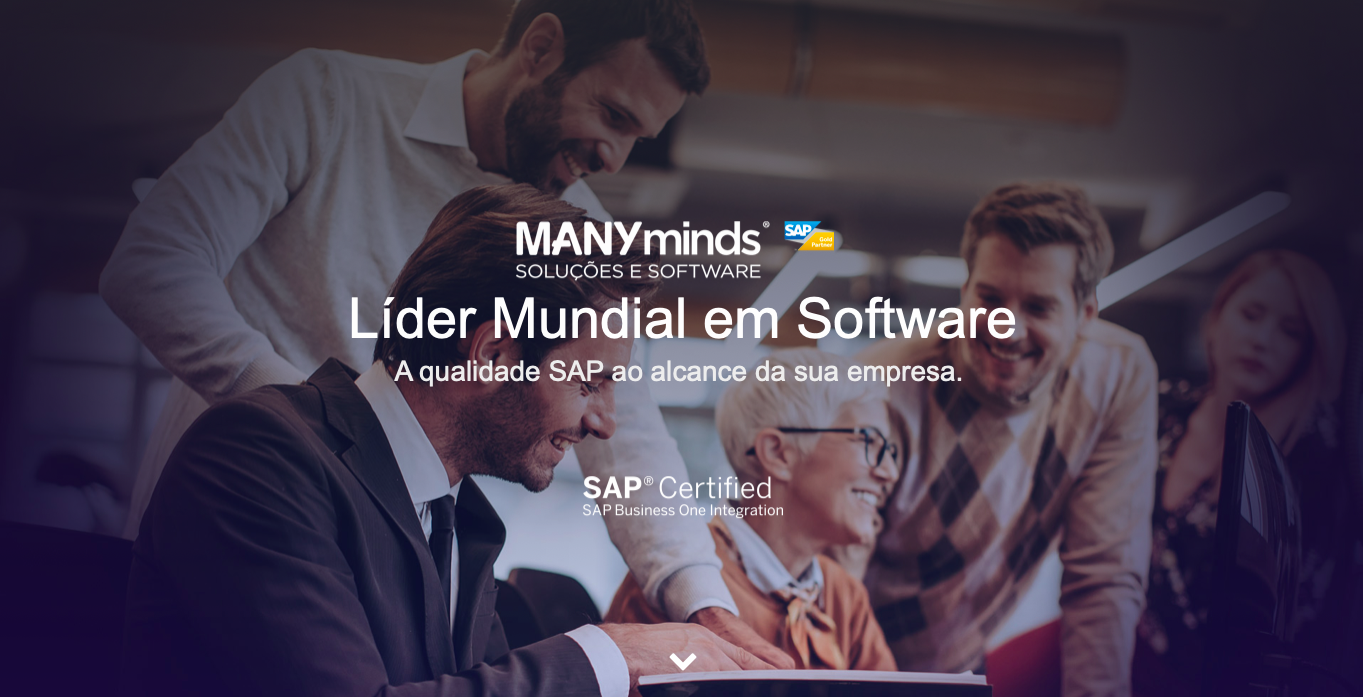 MANYminds® SAP
Gold
Partner
SOLUÇÕES E SOFTWARE
Líder Mundial em Software
A qualidade SAP ao alcance da sua empresa.
SAP® Certified
SAP Business One Integration